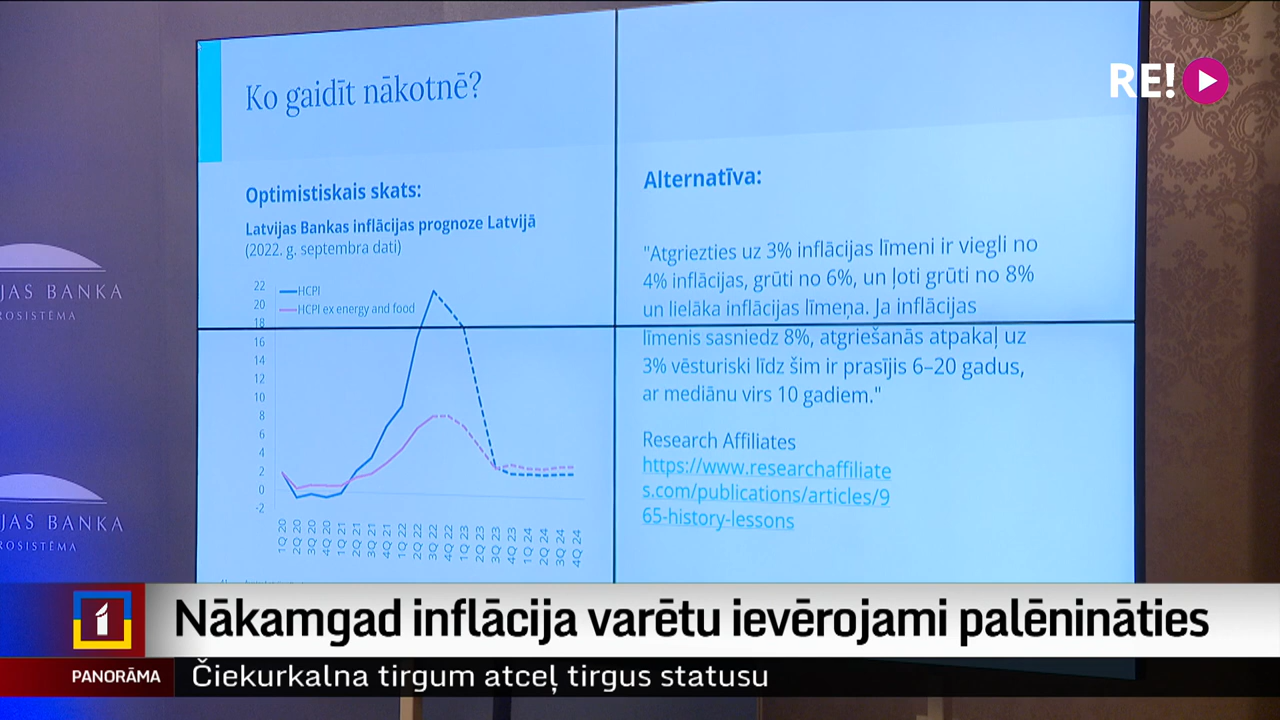 RE!
Ko gaidīt nākotnē?
Optimistiskais skats:
Latvijas Bankas inflācijas prognoze Latvijā
(2022. g. septembra dati)
22
20
18
16
14
12
10
8
6
4
2
0
-2
HCPI
HCPI ex energy and food
1Q 20
2Q 20
3Q 20
4Q 20
1Q 21
2Q 21
3Q 21
4Q 21
1Q 22
2Q 22
3Q 22
4Q 22
1Q 23
2Q 23
3Q 23
4Q 23
1Q 24
2Q 24
3Q 24
4Q 24
Alternatīva:
"Atgriezties uz 3% inflācijas līmeni ir viegli no
4% inflācijas, grūti no 6%, un ļoti grūti no 8%
un lielāka inflācijas līmeņa. Ja inflācijas
līmenis sasniedz 8%, atgriešanās atpakaļ uz
3% vēsturiski līdz šim ir prasījis 6–20 gadus,
ar mediānu virs 10 gadiem."
Research Affiliates
https://www.researchaffiliate
s.com/publications/articles/9
65-history-lessons
JAS BANKA
ROSISTĒMA
JAS BANKA
ROSISTĒMA
1
Nākamgad inflācija varētu ievērojami palēnināties
PANORĀMA
Čiekurkalna tirgum atceļ tirgus statusu